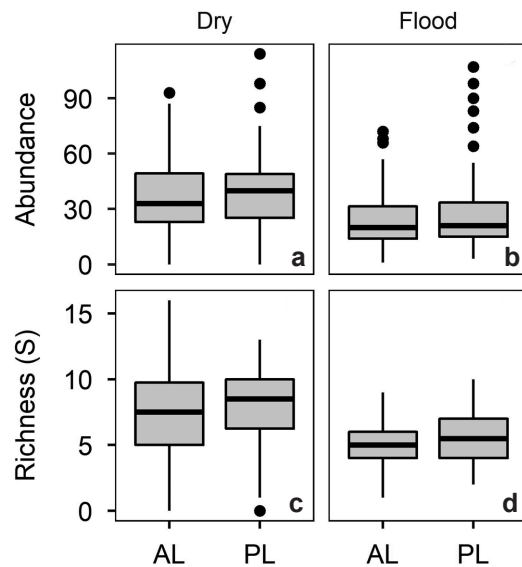 Dry Flood
Abundance
90
60
30
0
a b
Richness (S)
15
10
5
0
c d
AL PL AL PL